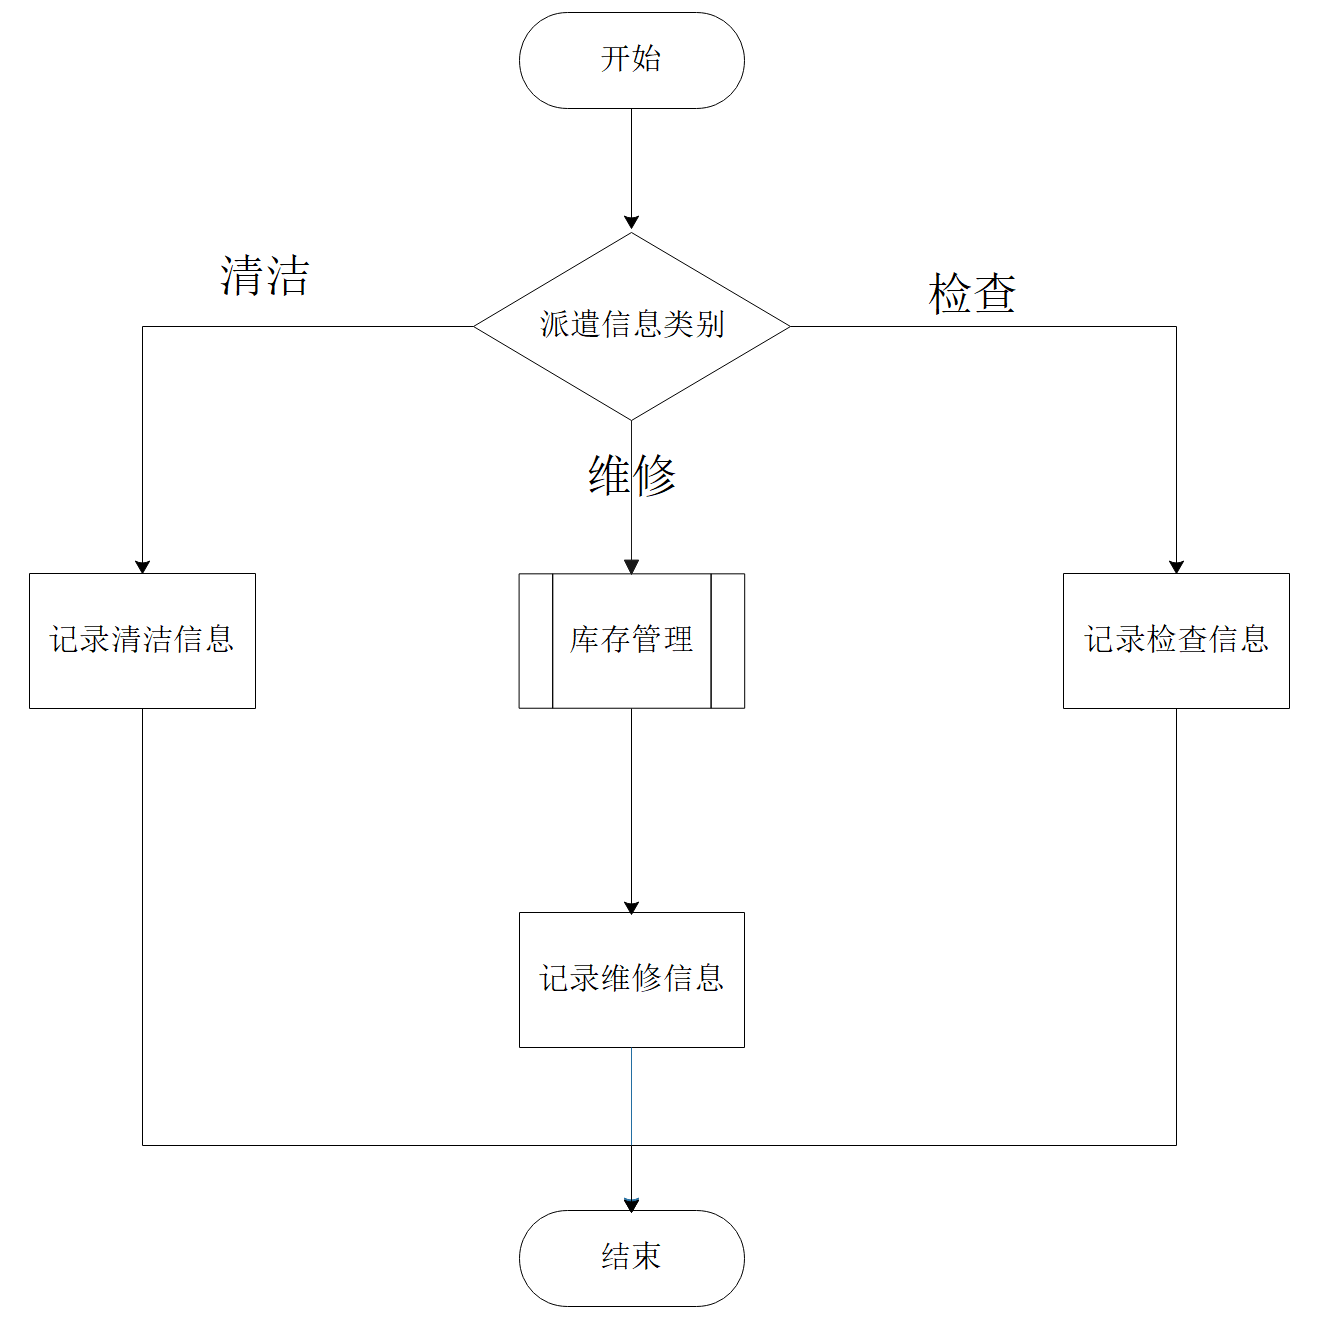 开始
清洁
检查
派遣信息类别
维修
记录清洁信息
库存管理
记录检查信息
记录维修信息
结束